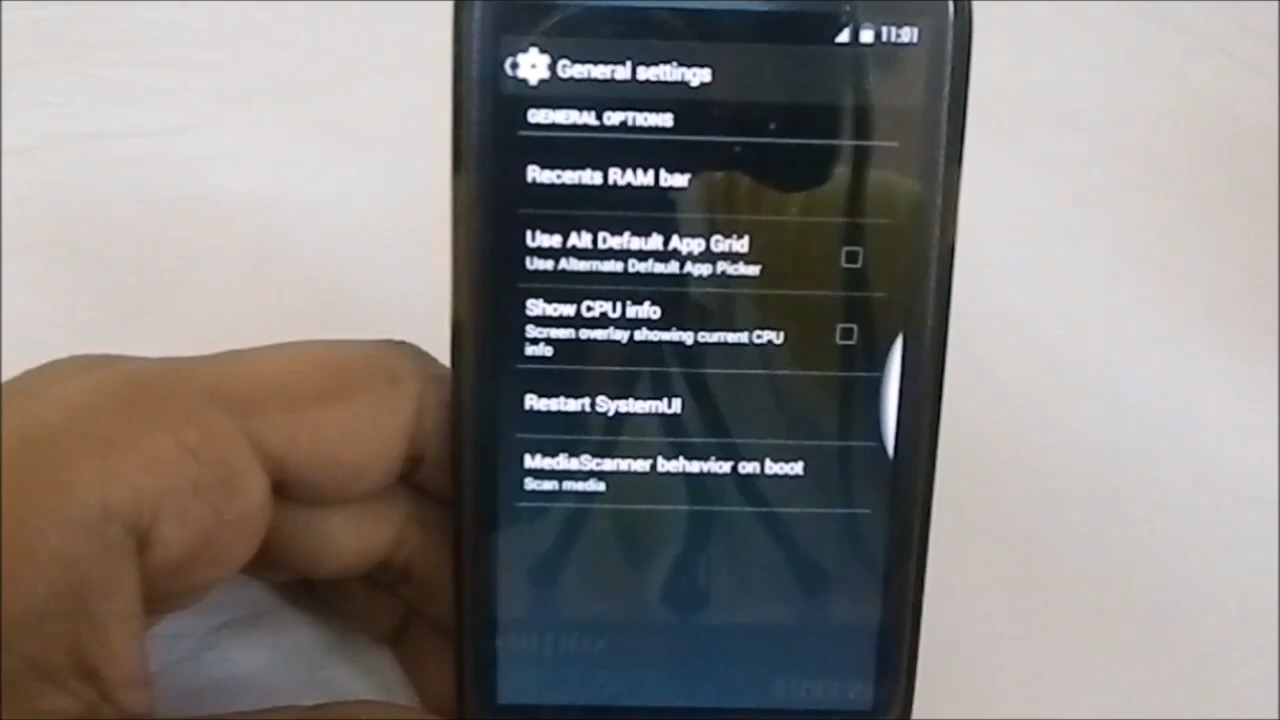 11:01
General settings
GENERAL OPTIONS
Recents RAM bar
Use Alt Default App Grid
Use Alternate Default App Picker
Show CPU info
Screen overlay showing current CPU
info
Restart SystemUI
MediaScanner behavior on boot
Scan media